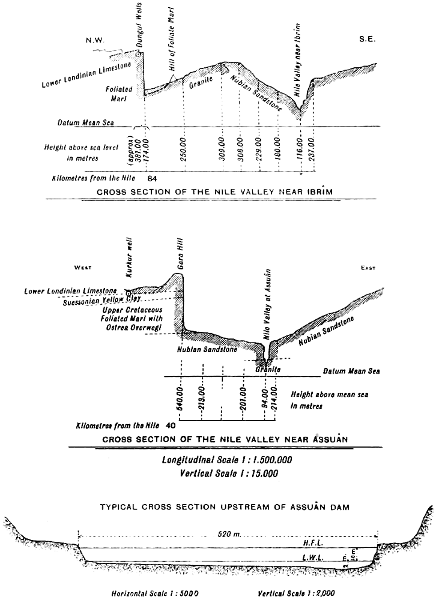 N.W.
Dungul Wells
Hill of Foliate Marl
Nile Valley near Ibrim
S.E.
Lower Londinian Limestone
Foliated
Marl
Granite
Nubian Sandstone
Datum Mean Sea
Height above sea level
in metres
(approx)
381.00
174.00
250.00
309.00
308.00
229.00
180.00
116.00
237.00
Kilometres from the Nile 84
CROSS SECTION OF THE NILE VALLEY NEAR IBRÎM
WEST
Kurkur well
Gara Hill
Nile Valley of Assuân
EAST
Lower Londinian Limestone
Suessonian Yellow Clay
Upper Cretaceous
Foliated Marl with
Ostrea Overwegi
Nubian Sandstone
Nubian Sandstone
Granite
Datum Mean Sea
540.00
213.00
201.00
94.00
214.00
Height above mean sea
in metres
Kilometres from the Nile 40
CROSS SECTION OF THE NILE VALLEY NEAR ASSUÂN
Longitudinal Scale 1:1.500,000
Vertical Scale 1:15.000
TYPICAL CROSS SECTION UPSTREAM OF ASSUÂN DAM
520 m.
H.F.L.
L.W.L.
Horizontal Scale 1:5000 Vertical Scale 1:2,000